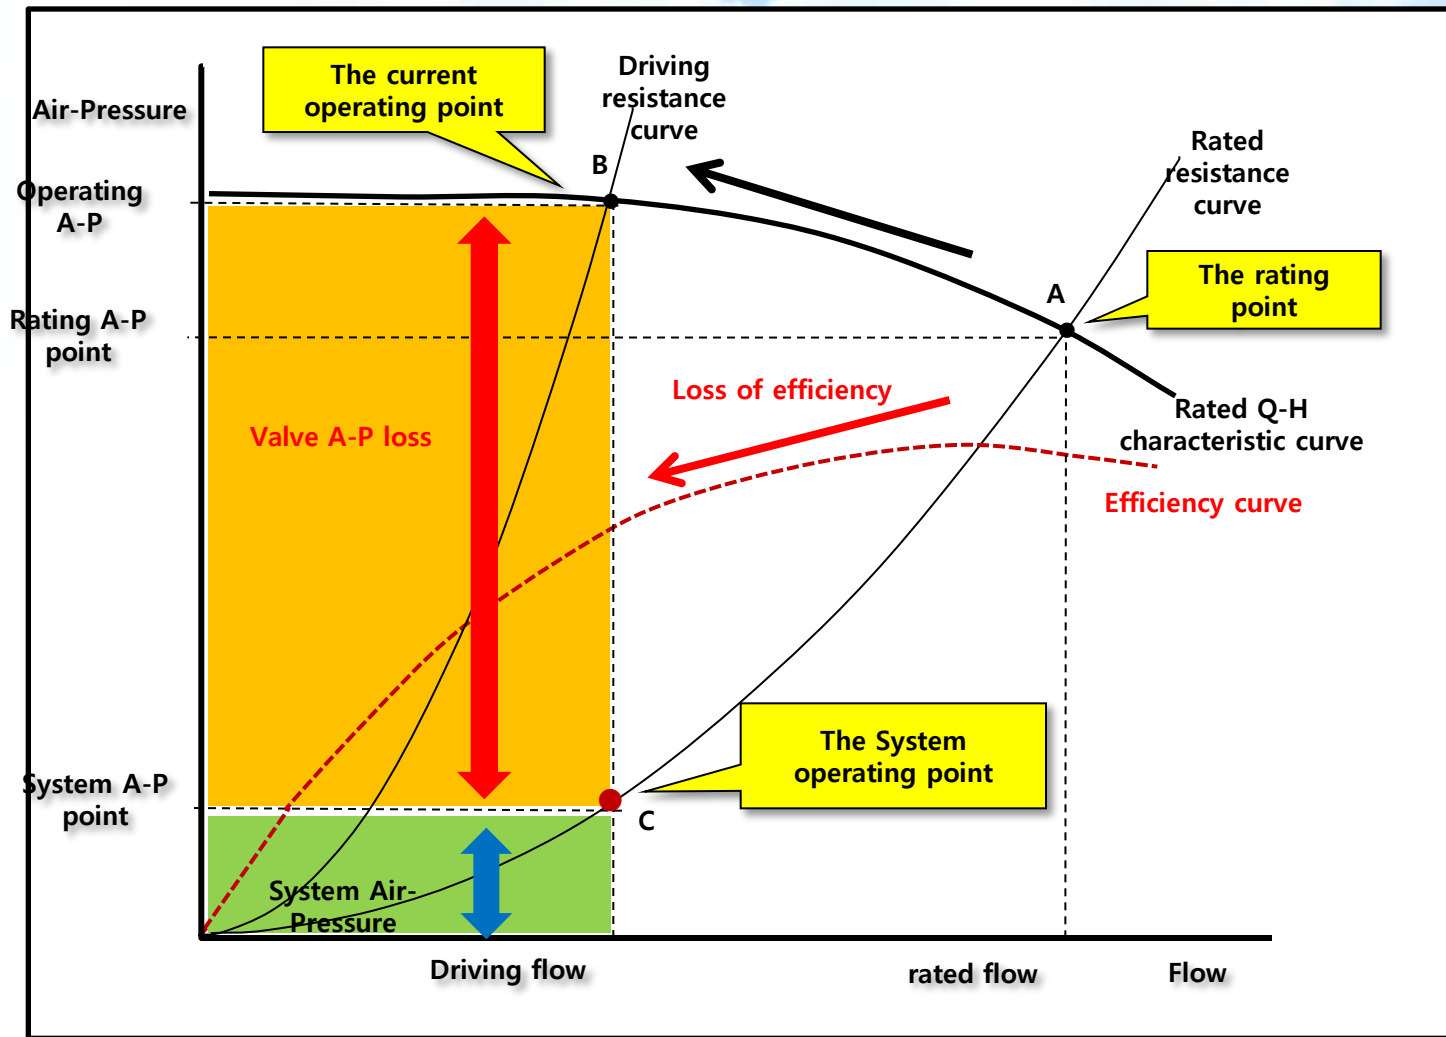 The current
operating point
Driving
resistance
curve
Air-Pressure
Rated
resistance
curve
B
Operating
A-P
The rating
point
A
Rating A-P
point
Loss of efficiency
Rated Q-H
characteristic curve
Valve A-P loss
Efficiency curve
The System
operating point
System A-P
point
C
System Air-
Pressure
Driving flow
rated flow
Flow